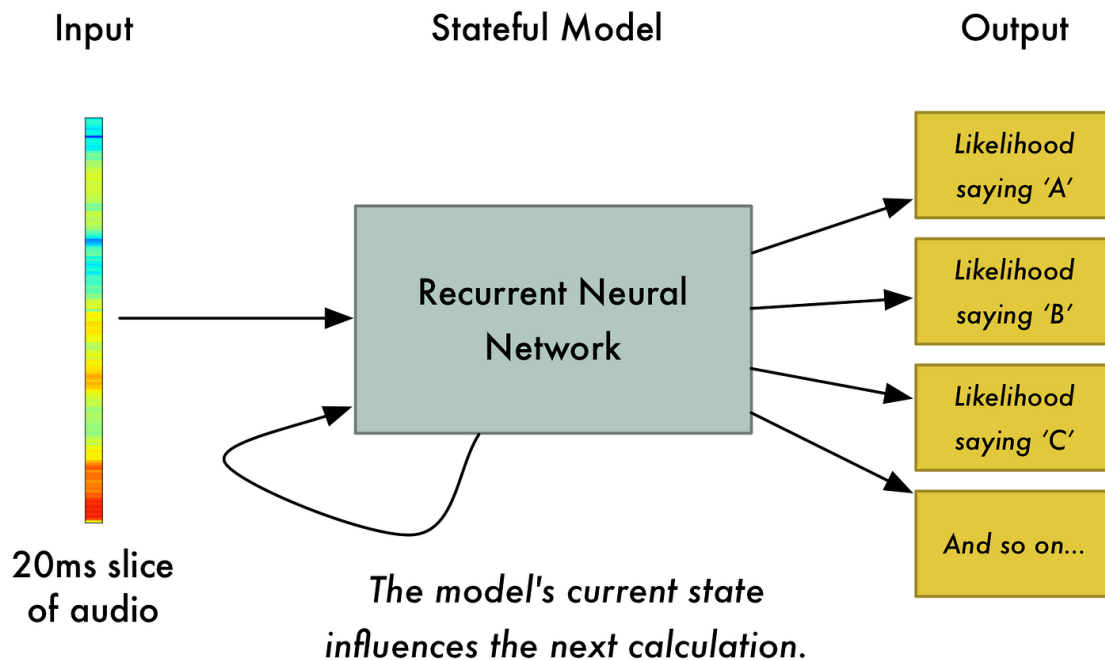 Input
Stateful Model
Output
20ms slice
of audio
Recurrent Neural
Network
The model's current state
influences the next calculation.
Likelihood
saying ‘A’
Likelihood
saying ‘B’
Likelihood
saying ‘C’
And so on...